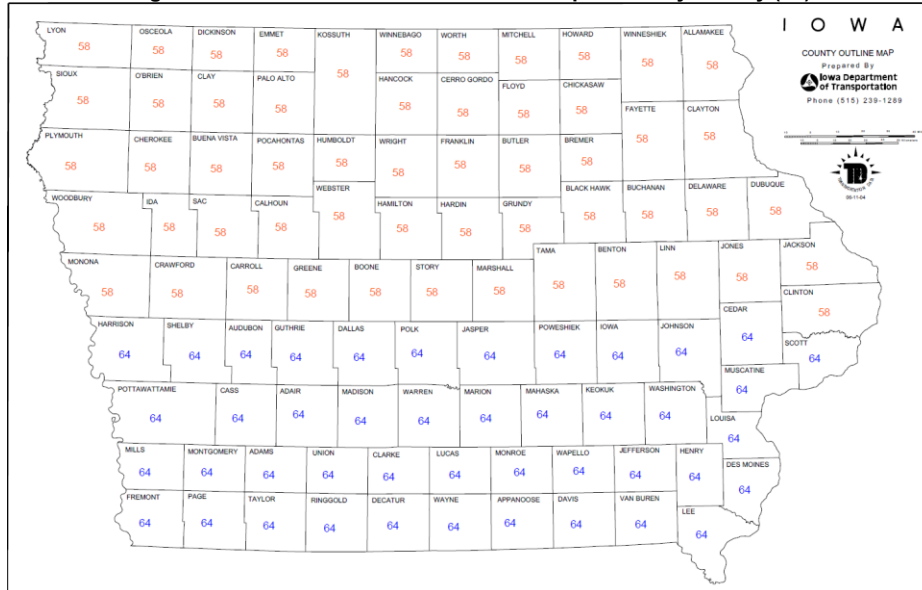 I O W A
COUNTY OUTLINE MAP
Prepared By
Iowa Department
of Transportation
Phone (515) 239-1289
09-11-04
LYON OSCEOLA DICKINSON EMMET KOSSUTH WINNEBAGO WORTH MITCHELL HOWARD WINNESHIEK ALLAMAKEE
58 58 58 58 58 58 58 58 58 58 58
SIOUX O'BRIEN CLAY PALO ALTO HANCOCK CERRO GORDO FLOYD CHICKASAW
58 58 58 58 58 58 58 58
FAYETTE CLAYTON
58 58
PLYMOUTH CHEROKEE BUENA VISTA POCAHONTAS HUMBOLDT WRIGHT FRANKLIN BUTLER BREMER
58 58 58 58 58 58 58 58 58
WOODBURY IDA SAC CALHOUN WEBSTER HAMILTON HARDIN GRUNDY BLACK HAWK BUCHANAN DELAWARE DUBUQUE
58 58 58 58 58 58 58 58 58 58 58 58
TAMA BENTON LINN JONES JACKSON
58 58 58 58 58
MONONA CRAWFORD CARROLL GREENE BOONE STORY MARSHALL
58 58 58 58 58 58 58
CLINTON
58
HARRISON SHELBY AUDUBON GUTHRIE DALLAS POLK JASPER POWESHIEK IOWA JOHNSON CEDAR SCOTT
64 64 64 64 64 64 64 64 64 64 64 64
MUSCATINE
64
POTTAWATTAMIE CASS ADAIR MADISON WARREN MARION MAHASKA KEOKUK WASHINGTON LOUISA
64 64 64 64 64 64 64 64 64 64
MILLS MONTGOMERY ADAMS UNION CLARKE LUCAS MONROE WAPELLO JEFFERSON HENRY DES MOINES
64 64 64 64 64 64 64 64 64 64 64
FREMONT PAGE TAYLOR RINGGOLD DECATUR WAYNE APPANOOSE DAVIS VAN BUREN LEE
64 64 64 64 64 64 64 64 64 64